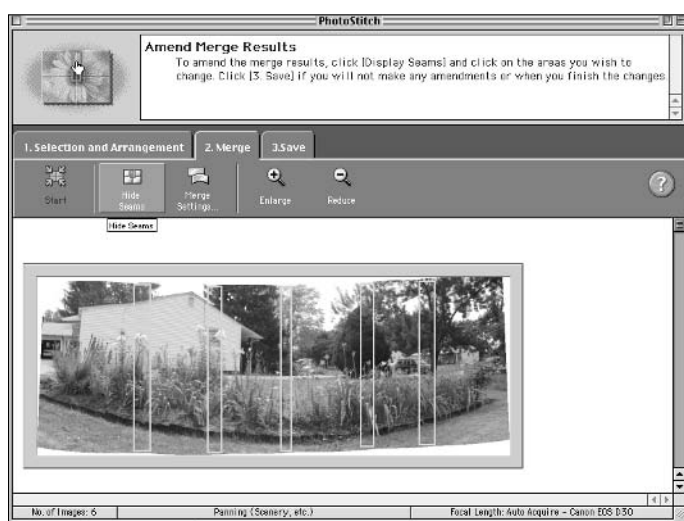 PhotoStitch
Amend Merge Results
To amend the merge results, click [Display Seams] and click on the areas you wish to
change. Click [3. Save] if you will not make any amendments or when you finish the changes.
1. Selection and Arrangement
2. Merge
3.Save
Start
Hide
Seams
Merge
Settings...
Enlarge
Reduce
?
Hide Seams
No. of Images: 6
Panning (Scenery, etc.)
Focal Length: Auto Acquire - Canon EOS D30